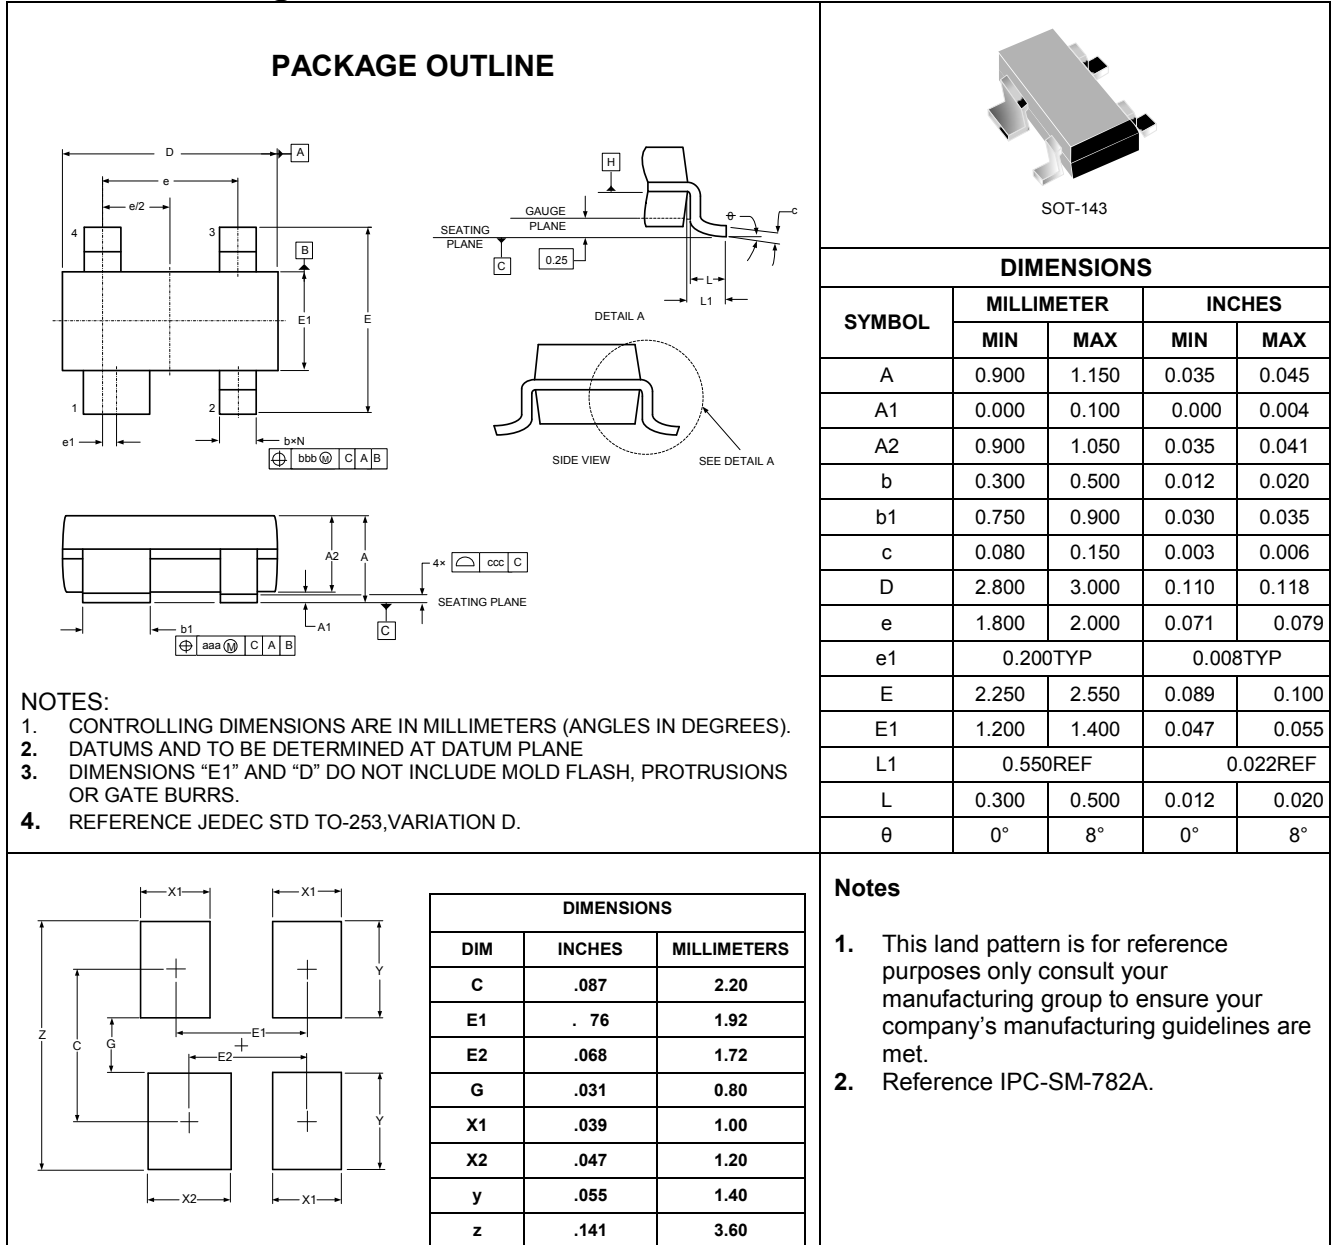 PACKAGE OUTLINE
D
A
e
e/2
4
3
B
E1
E
1
2
e1
b×N
bbb Ⓜ C A B
H
GAUGE
PLANE
SEATING
PLANE
C
0.25
θ
c
L
L1
DETAIL A
SIDE VIEW
SEE DETAIL A
A2
A
4× ccc C
SEATING PLANE
A1
C
b1
aaa Ⓜ C A B
NOTES:
1. CONTROLLING DIMENSIONS ARE IN MILLIMETERS (ANGLES IN DEGREES).
2. DATUMS AND TO BE DETERMINED AT DATUM PLANE
3. DIMENSIONS “E1” AND “D” DO NOT INCLUDE MOLD FLASH, PROTRUSIONS
OR GATE BURRS.
4. REFERENCE JEDEC STD TO-253,VARIATION D.
SOT-143
DIMENSIONS
SYMBOL MILLIMETER INCHES
MIN MAX MIN MAX
A 0.900 1.150 0.035 0.045
A1 0.000 0.100 0.000 0.004
A2 0.900 1.050 0.035 0.041
b 0.300 0.500 0.012 0.020
b1 0.750 0.900 0.030 0.035
c 0.080 0.150 0.003 0.006
D 2.800 3.000 0.110 0.118
e 1.800 2.000 0.071 0.079
e1 0.200TYP 0.008TYP
E 2.250 2.550 0.089 0.100
E1 1.200 1.400 0.047 0.055
L1 0.550REF 0.022REF
L 0.300 0.500 0.012 0.020
θ 0° 8° 0° 8°
X1 X1
Z
C
G
Y
E1
E2
Y
X2 X1
DIMENSIONS
DIM INCHES MILLIMETERS
C .087 2.20
E1 . 76 1.92
E2 .068 1.72
G .031 0.80
X1 .039 1.00
X2 .047 1.20
y .055 1.40
z .141 3.60
Notes
1. This land pattern is for reference
purposes only consult your
manufacturing group to ensure your
company’s manufacturing guidelines are
met.
2. Reference IPC-SM-782A.